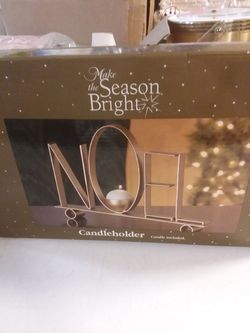 Make
the Season
Bright
NOEL
Candleholder Candle included.